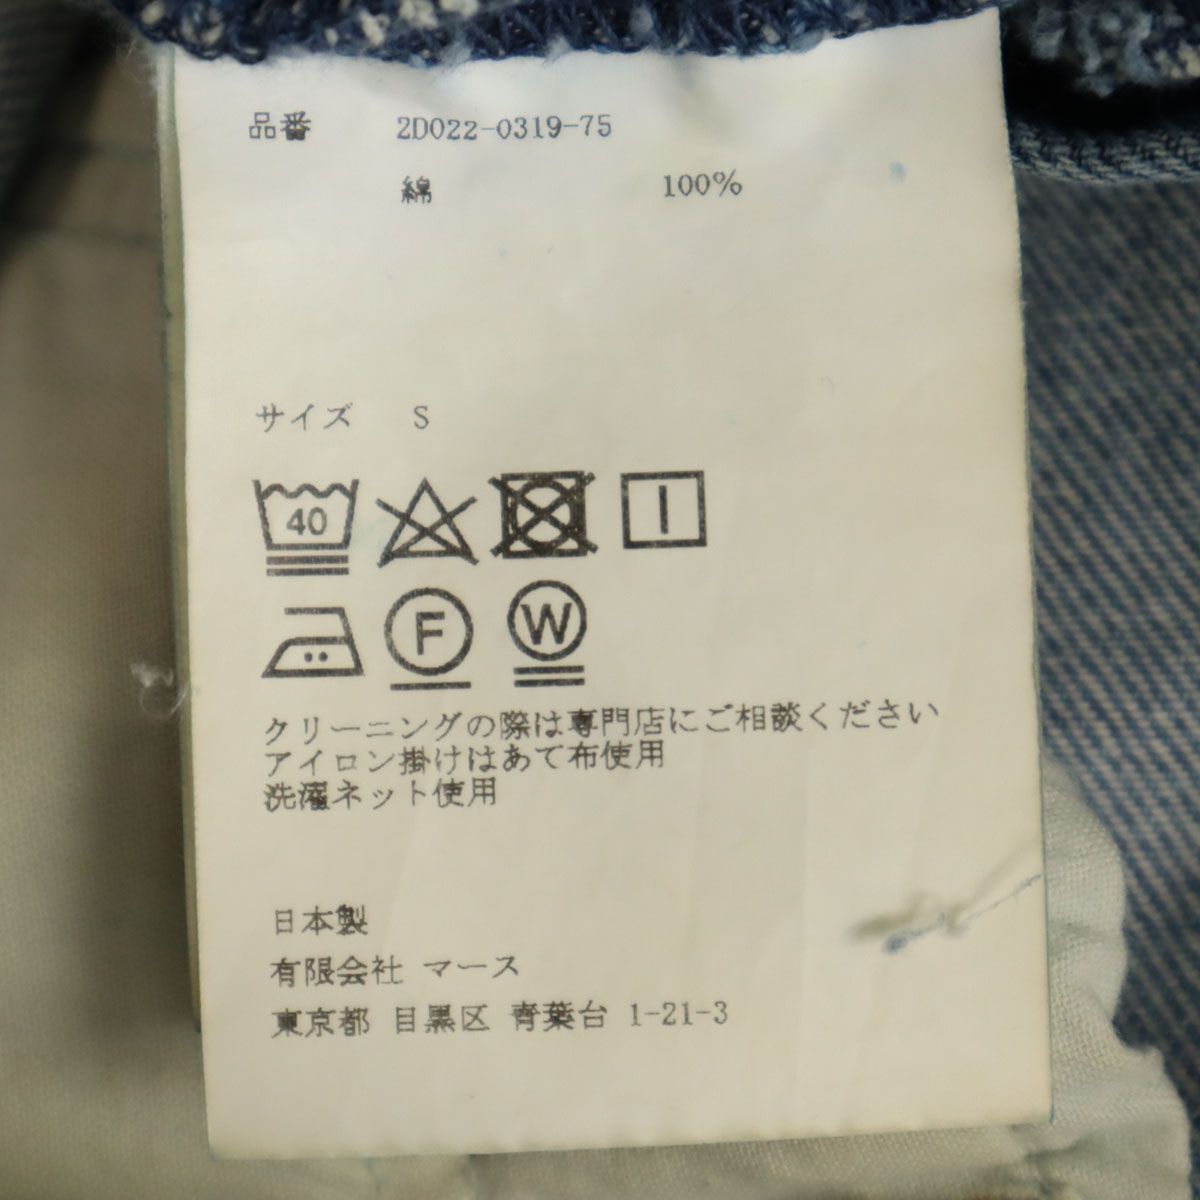 品番 2D022-0319-75
綿 100%
サイズ S
40
F W
クリーニングの際は専門店にご相談ください
アイロン掛けはあて布使用
洗濯ネット使用
日本製
有限会社 マース
東京都 目黒区 青葉台 1-21-3